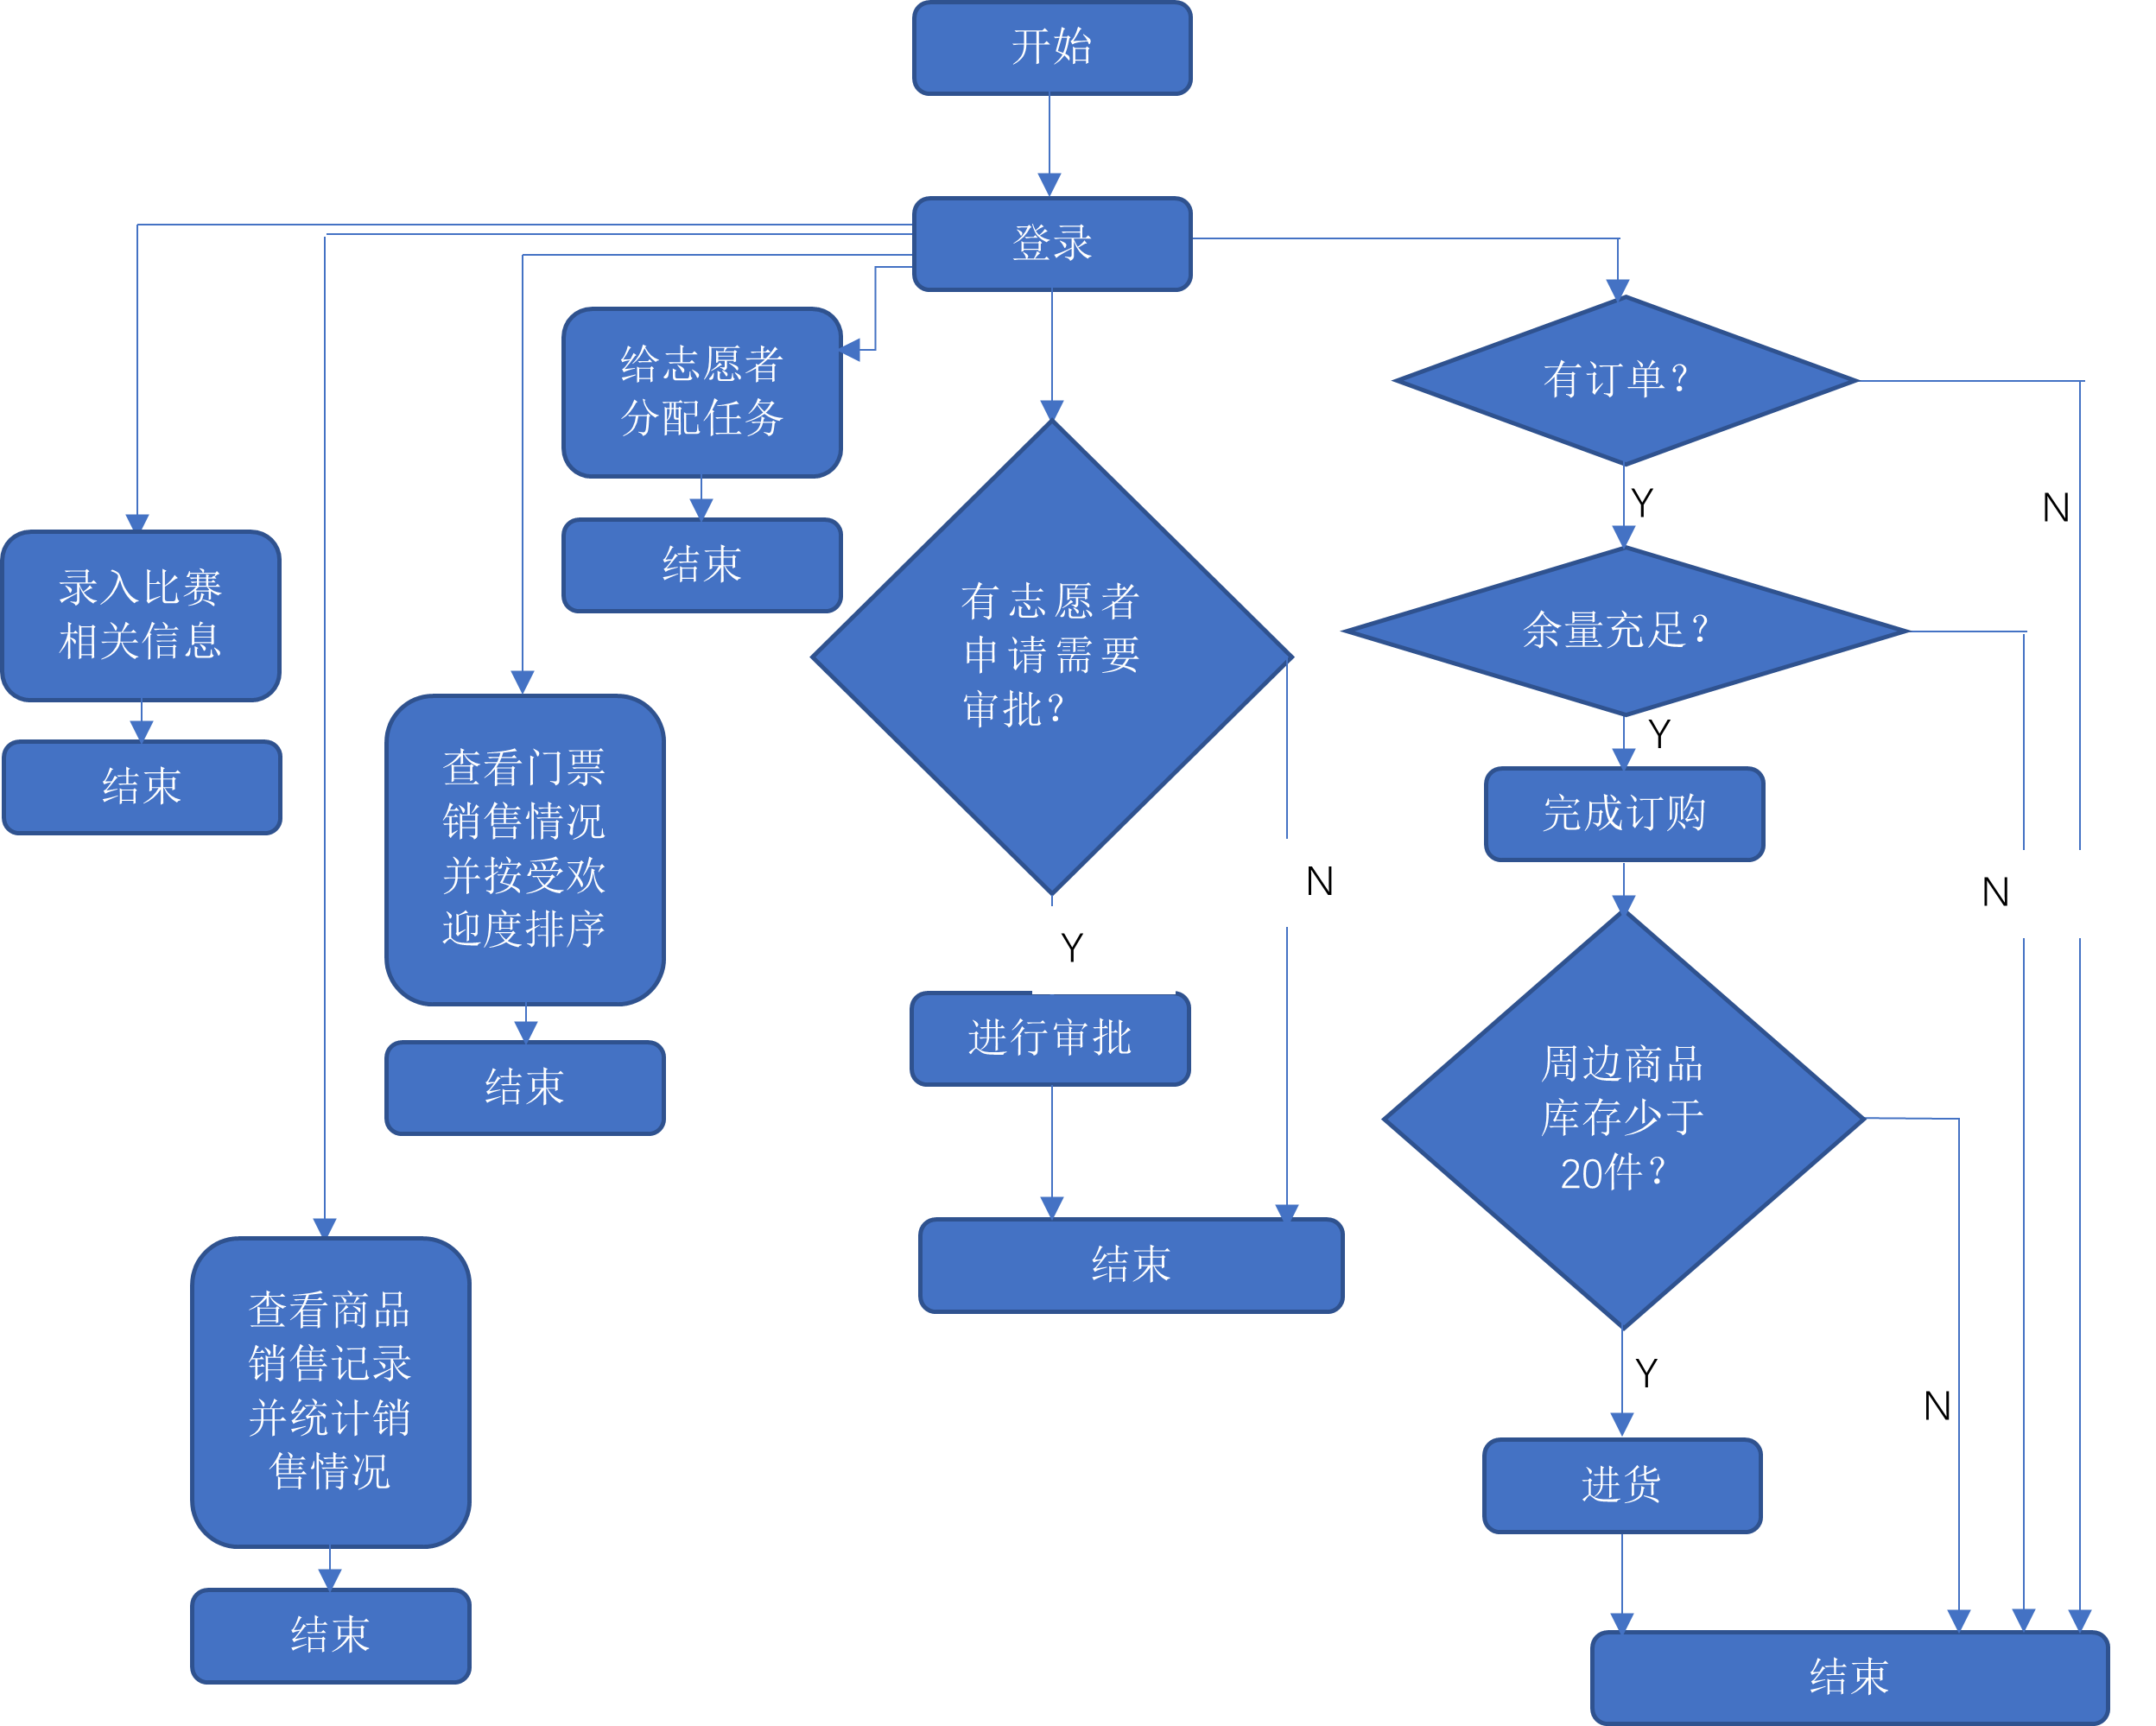 开始
登录
给志愿者
分配任务
结束
录入比赛
相关信息
结束
查看门票
销售情况
并接受欢
迎度排序
结束
查看商品
销售记录
并统计销
售情况
结束
有志愿者
申请需要
审批?
Y
N
进行审批
结束
有订单?
Y
N
余量充足?
Y
N
完成订哟
周边商品
库存少于
20件?
Y
N
进货
结束